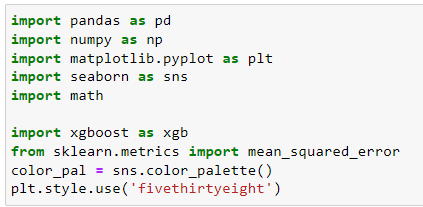 import pandas as pd
import numpy as np
import matplotlib.pyplot as plt
import seaborn as sns
import math

import xgboost as xgb
from sklearn.metrics import mean_squared_error
color_pal = sns.color_palette()
plt.style.use('fivethirtyeight')